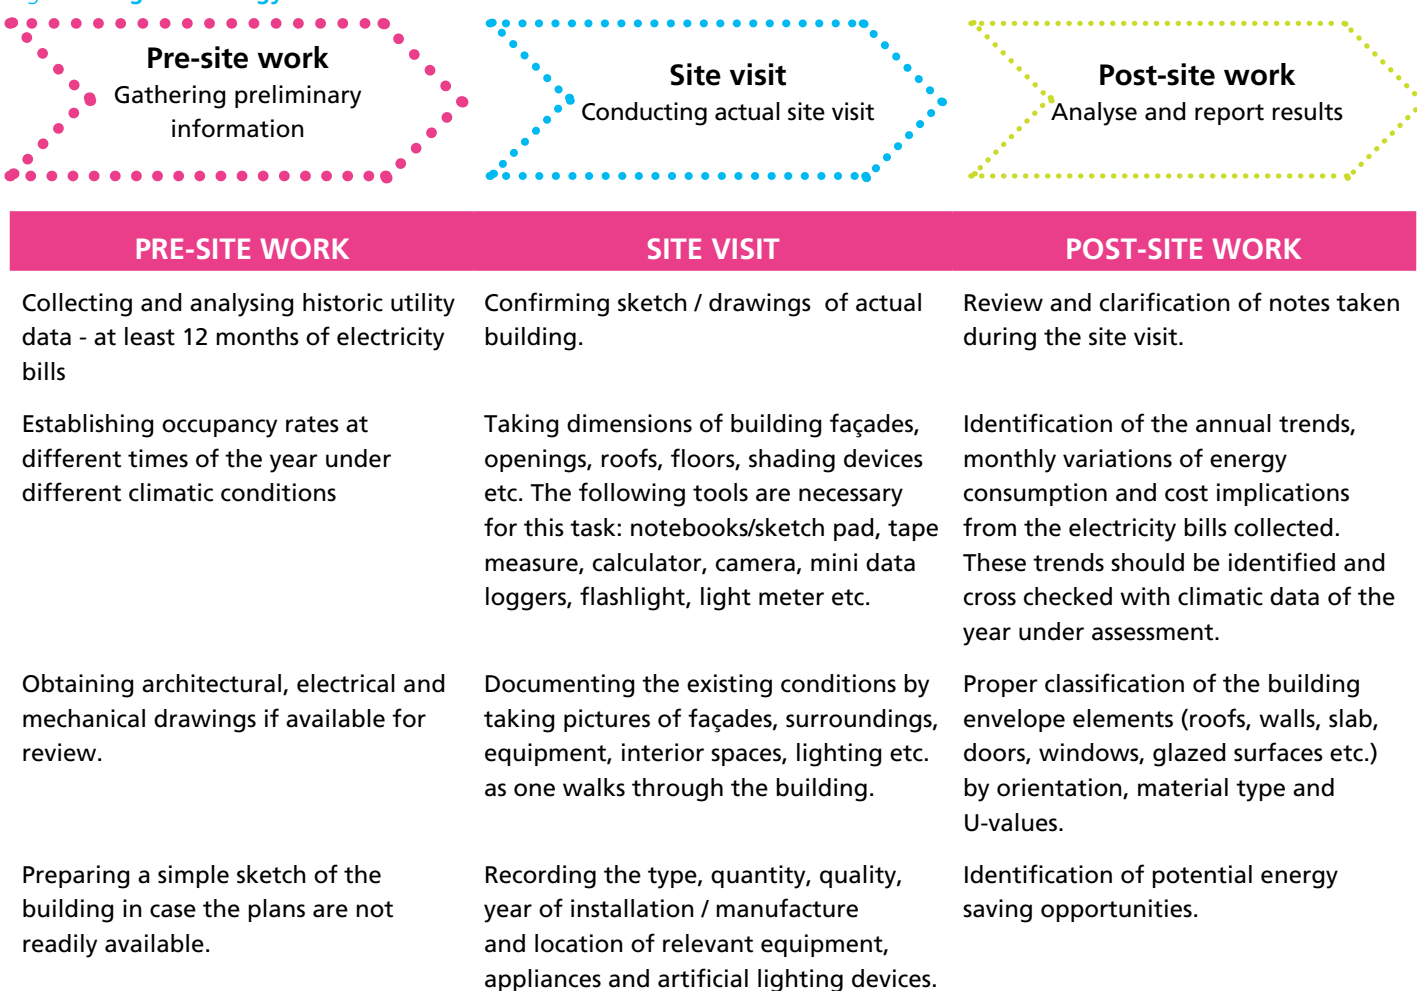 Pre-site work
Gathering preliminary
information
Site visit
Conducting actual site visit
Post-site work
Analyse and report results
PRE-SITE WORK
SITE VISIT
POST-SITE WORK
Collecting and analysing historic utility
data - at least 12 months of electricity
bills
Confirming sketch / drawings of actual
building.
Review and clarification of notes taken
during the site visit.
Establishing occupancy rates at
different times of the year under
different climatic conditions
Taking dimensions of building façades,
openings, roofs, floors, shading devices
etc. The following tools are necessary
for this task: notebooks/sketch pad, tape
measure, calculator, camera, mini data
loggers, flashlight, light meter etc.
Identification of the annual trends,
monthly variations of energy
consumption and cost implications
from the electricity bills collected.
These trends should be identified and
cross checked with climatic data of the
year under assessment.
Obtaining architectural, electrical and
mechanical drawings if available for
review.
Documenting the existing conditions by
taking pictures of façades, surroundings,
equipment, interior spaces, lighting etc.
as one walks through the building.
Proper classification of the building
envelope elements (roofs, walls, slab,
doors, windows, glazed surfaces etc.)
by orientation, material type and
U-values.
Preparing a simple sketch of the
building in case the plans are not
readily available.
Recording the type, quantity, quality,
year of installation / manufacture
and location of relevant equipment,
appliances and artificial lighting devices.
Identification of potential energy
saving opportunities.